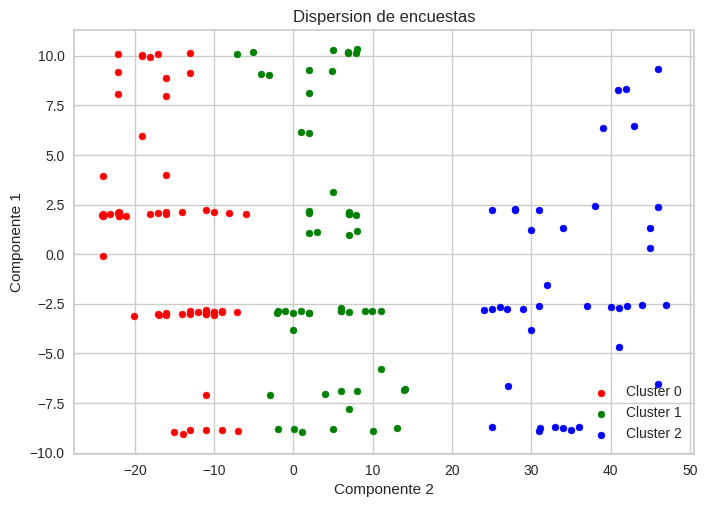 Dispersion de encuestas
Componente 1
10.0
7.5
5.0
2.5
0.0
−2.5
−5.0
−7.5
−10.0
Cluster 0
Cluster 1
Cluster 2
−20 −10 0 10 20 30 40 50
Componente 2